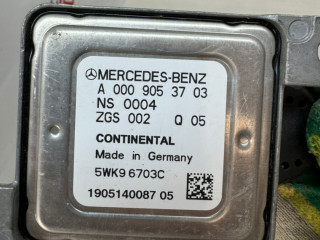 MERCEDES-BENZ
A 000 905 37 03
NS 0004
ZGS 002 Q 05
CONTINENTAL
Made in Germany
5WK9 6703C
1905140087 05